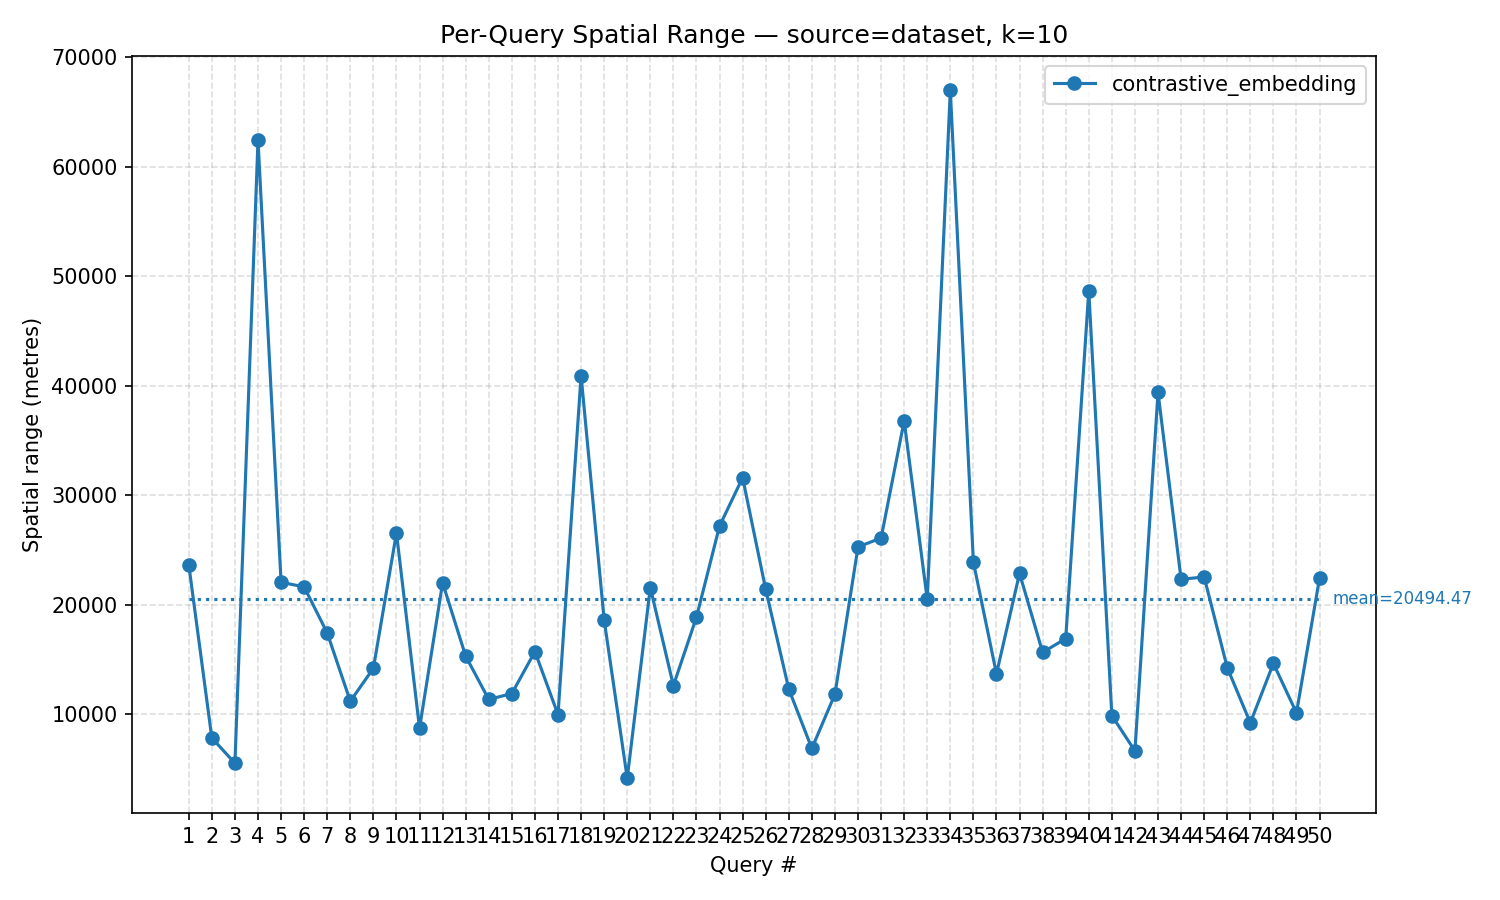 Per-Query Spatial Range — source=dataset, k=10
contrastive_embedding
70000
60000
50000
40000
30000
20000
10000
Spatial range (metres)
mean=20494.47
1 2 3 4 5 6 7 8 9 10 11 12 13 14 15 16 17 18 19 20 21 22 23 24 25 26 27 28 29 30 31 32 33 34 35 36 37 38 39 40 41 42 43 44 45 46 47 48 49 50
Query #